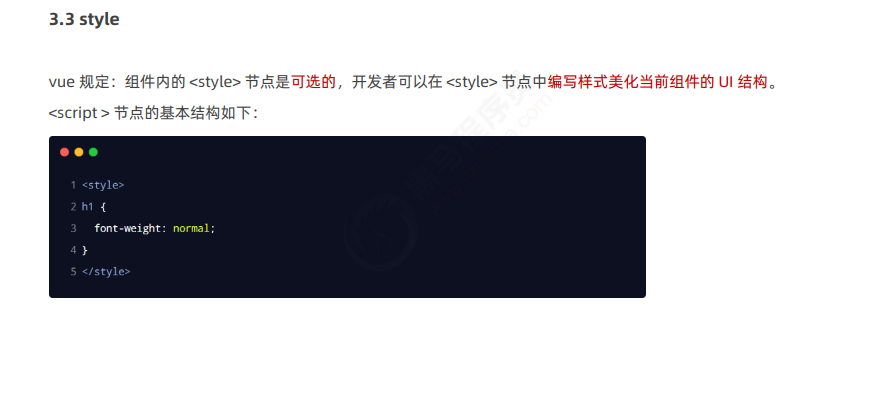 3.3 style
vue 规定：组件内的 <style> 节点是可选的，开发者可以在 <style> 节点中编写样式美化当前组件的 UI 结构。
<script > 节点的基本结构如下：
1 <style>
2 h1 {
3   font-weight: normal;
4 }
5 </style>